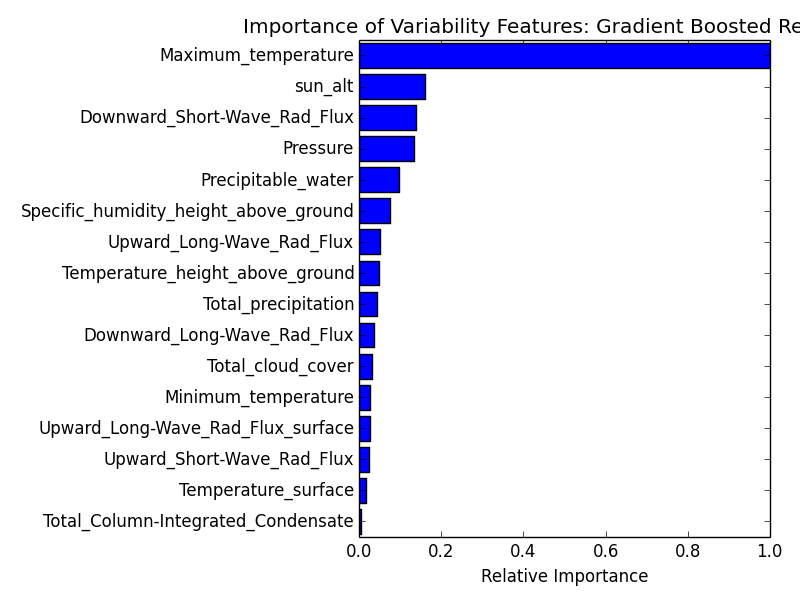 Importance of Variability Features: Gradient Boosted Re
Maximum_temperature
sun_alt
Downward_Short-Wave_Rad_Flux
Pressure
Precipitable_water
Specific_humidity_height_above_ground
Upward_Long-Wave_Rad_Flux
Temperature_height_above_ground
Total_precipitation
Downward_Long-Wave_Rad_Flux
Total_cloud_cover
Minimum_temperature
Upward_Long-Wave_Rad_Flux_surface
Upward_Short-Wave_Rad_Flux
Temperature_surface
Total_Column-Integrated_Condensate
0.0 0.2 0.4 0.6 0.8 1.0
Relative Importance